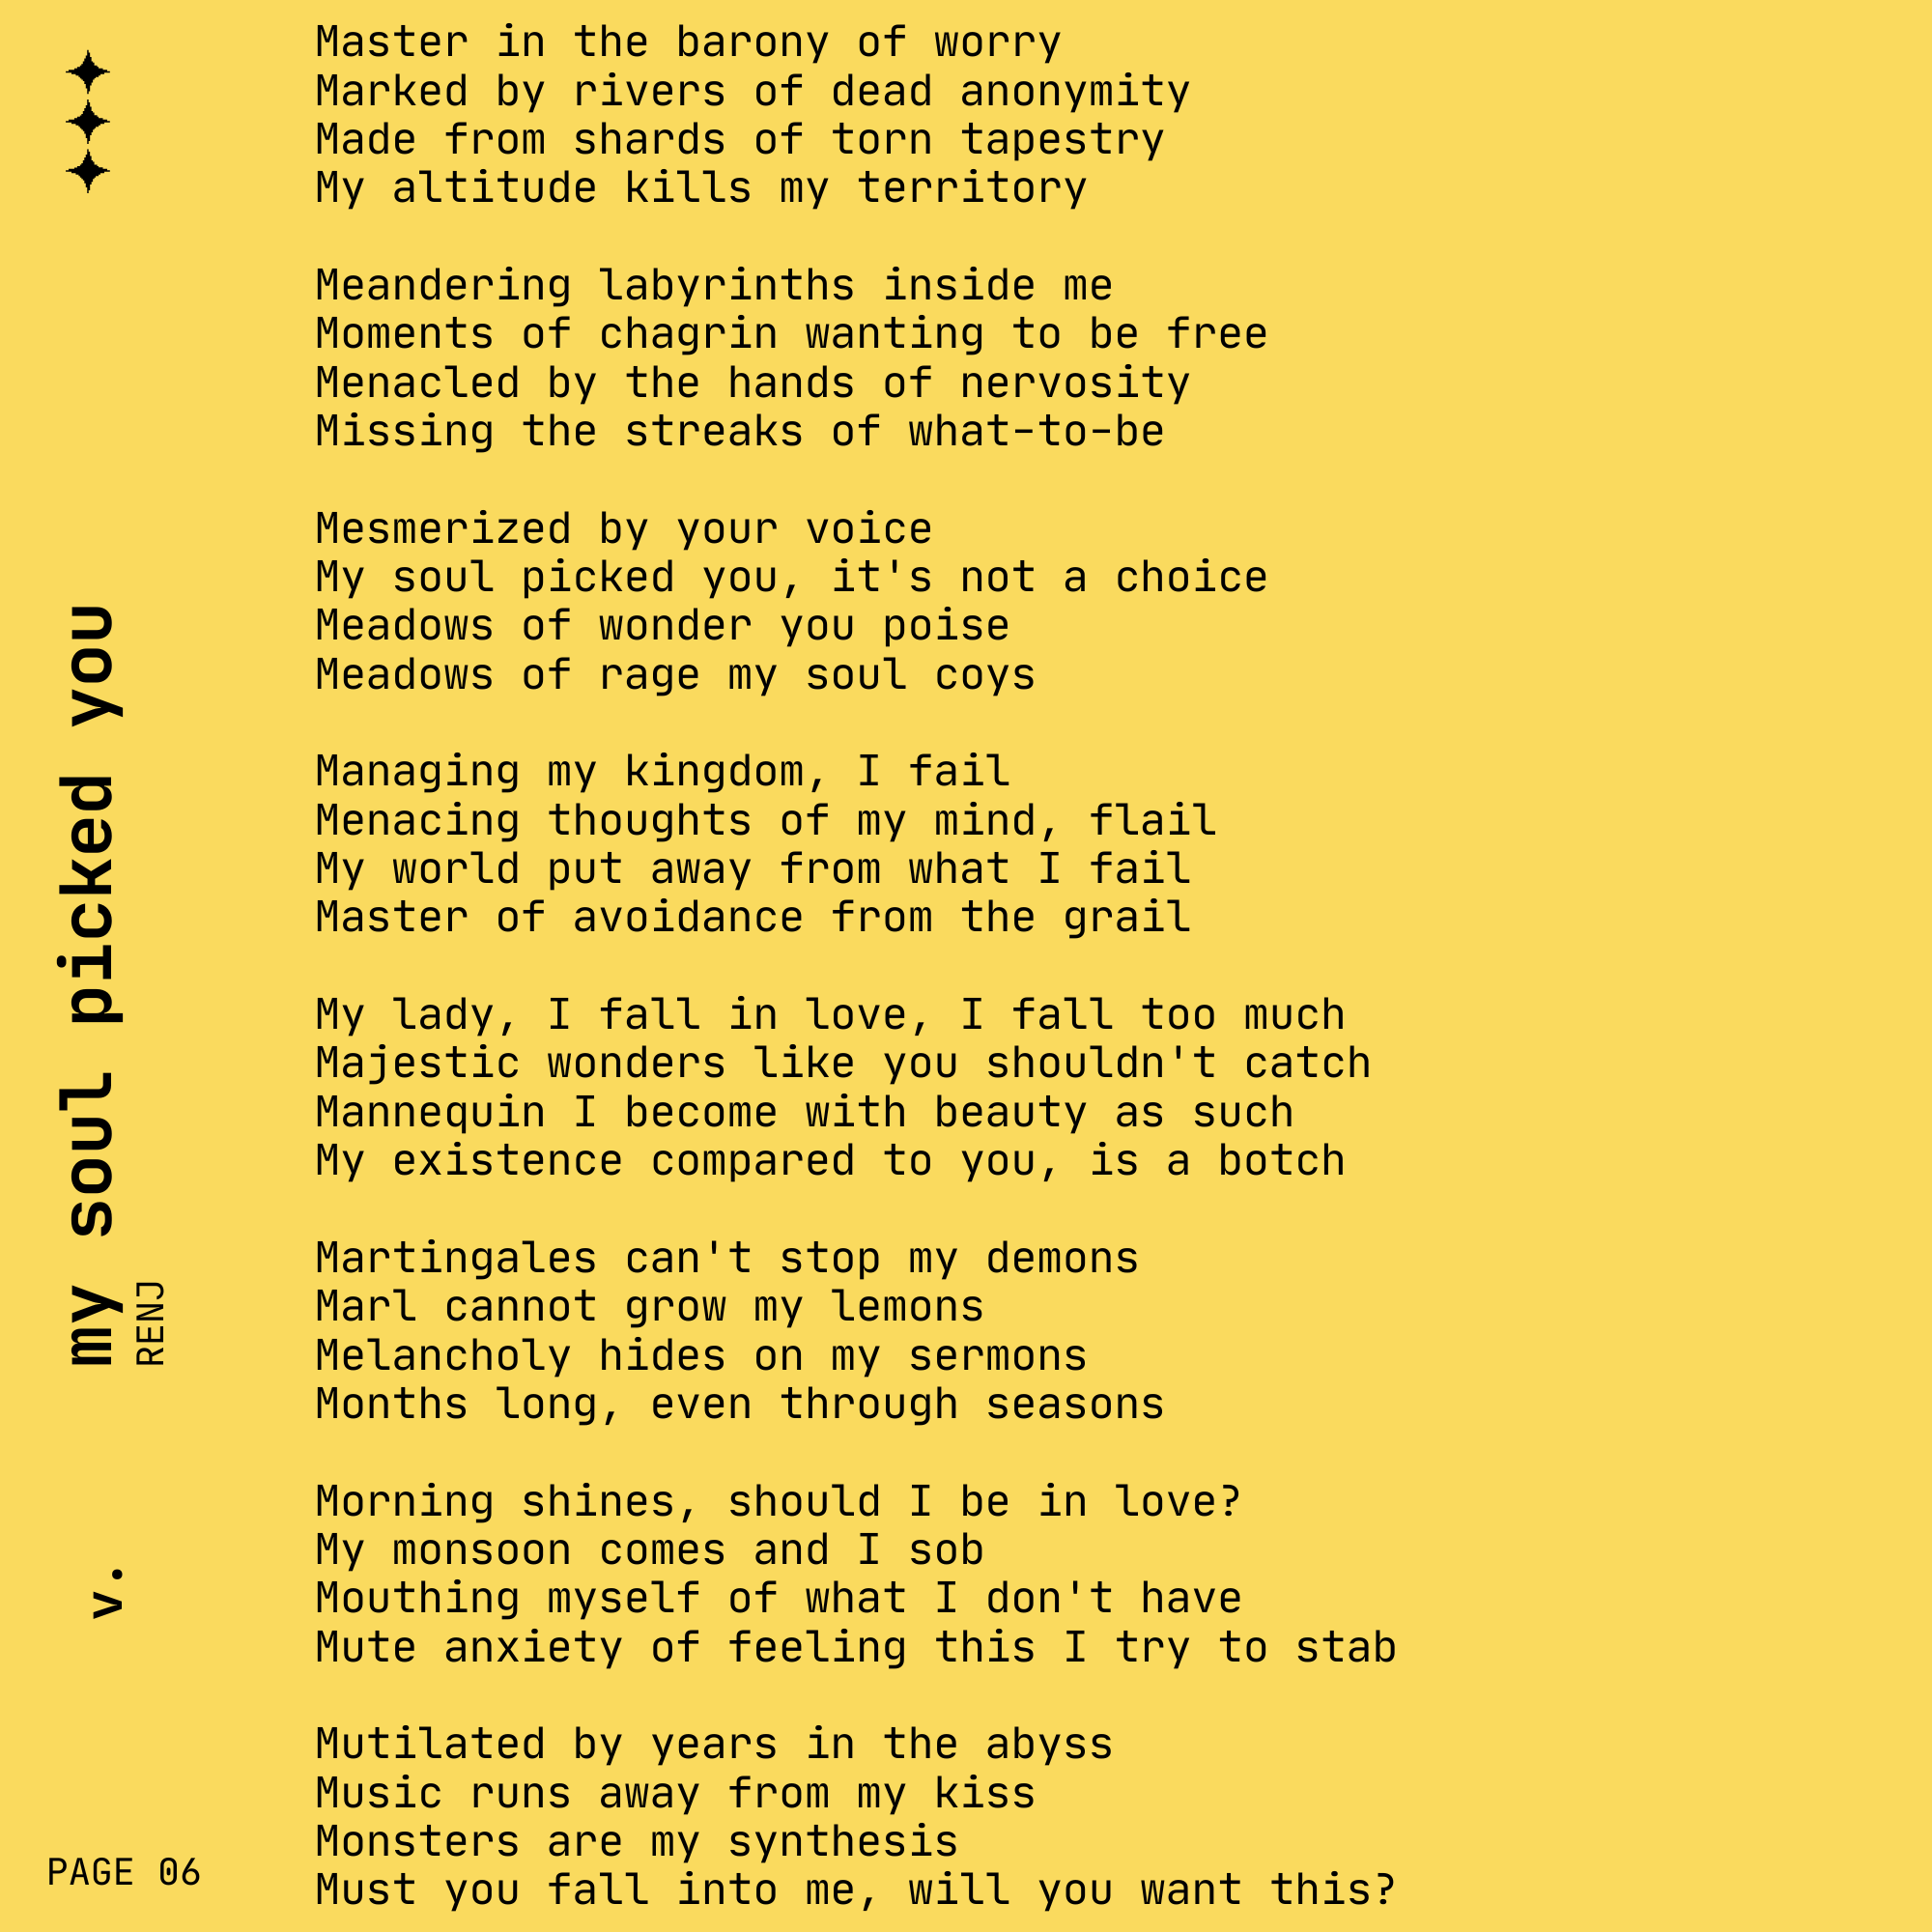 my soul picked you
RENJ
v.
PAGE 06
Master in the barony of worry
Marked by rivers of dead anonymity
Made from shards of torn tapestry
My altitude kills my territory
Meandering labyrinths inside me
Moments of chagrin wanting to be free
Menacled by the hands of nervosity
Missing the streaks of what-to-be
Mesmerized by your voice
My soul picked you, it's not a choice
Meadows of wonder you poise
Meadows of rage my soul coys
Managing my kingdom, I fail
Menacing thoughts of my mind, flail
My world put away from what I fail
Master of avoidance from the grail
My lady, I fall in love, I fall too much
Majestic wonders like you shouldn't catch
Mannequin I become with beauty as such
My existence compared to you, is a botch
Martingales can't stop my demons
Marl cannot grow my lemons
Melancholy hides on my sermons
Months long, even through seasons
Morning shines, should I be in love?
My monsoon comes and I sob
Mouthing myself of what I don't have
Mute anxiety of feeling this I try to stab
Mutilated by years in the abyss
Music runs away from my kiss
Monsters are my synthesis
Must you fall into me, will you want this?